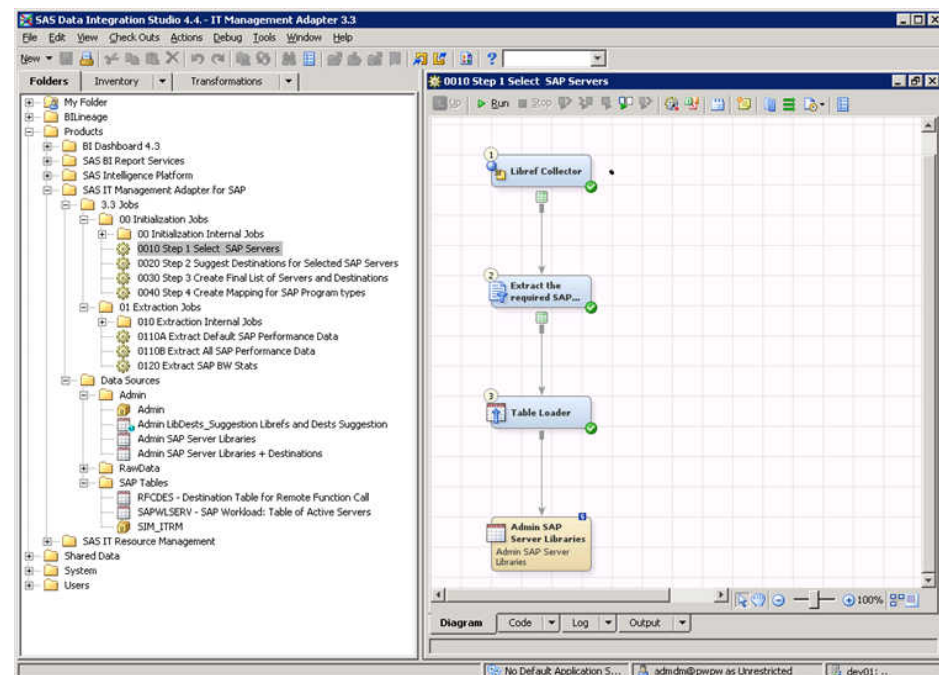 SAS Data Integration Studio 4.4. - IT Management Adapter 3.3
File Edit View Check Outs Actions Debug Tools Window Help
New
Folders Inventory Transformations
My Folder
BILineage
Products
BI Dashboard 4.3
SAS BI Report Services
SAS Intelligence Platform
SAS IT Management Adapter for SAP
3.3 Jobs
00 Initialization Jobs
00 Initialization Internal Jobs
0010 Step 1 Select SAP Servers
0020 Step 2 Suggest Destinations for Selected SAP Servers
0030 Step 3 Create Final List of Servers and Destinations
0040 Step 4 Create Mapping for SAP Program types
01 Extraction Jobs
010 Extraction Internal Jobs
0110A Extract Default SAP Performance Data
0110B Extract All SAP Performance Data
0120 Extract SAP BW Stats
Data Sources
Admin
Admin
Admin LibDests_Suggestion Librefs and Dests Suggestion
Admin SAP Server Libraries
Admin SAP Server Libraries + Destinations
RawData
SAP Tables
RFCDES - Destination Table for Remote Function Call
SAPWLSERV - SAP Workload: Table of Active Servers
SIM_ITRM
SAS IT Resource Management
Shared Data
System
Users
0010 Step 1 Select SAP Servers
Up Run Stop
1
Libref Collector
2
Extract the
required SAP...
3
Table Loader
Admin SAP
Server Libraries
Admin SAP Server
Libraries
100%
Diagram Code Log Output
No Default Application S... admdm@pwpw as Unrestricted dev01: ..